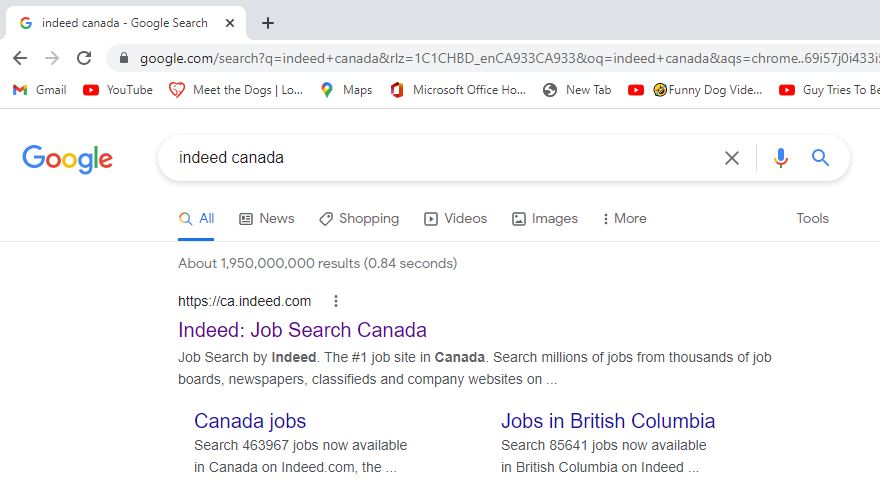 indeed canada - Google Search
google.com/search?q=indeed+canada&rlz=1C1CHBD_enCA933CA933&oq=indeed+canada&aqs=chrome..69i57j0i433i
Gmail YouTube Meet the Dogs | Lo... Maps Microsoft Office Ho... New Tab Funny Dog Vide... Guy Tries To Be
Google indeed canada
All News Shopping Videos Images More Tools
About 1,950,000,000 results (0.84 seconds)
https://ca.indeed.com
Indeed: Job Search Canada
Job Search by Indeed. The #1 job site in Canada. Search millions of jobs from thousands of job
boards, newspapers, classifieds and company websites on ...
Canada jobs
Search 463967 jobs now available
in Canada on Indeed.com, the ...
Jobs in British Columbia
Search 85641 jobs now available
in British Columbia on Indeed ...